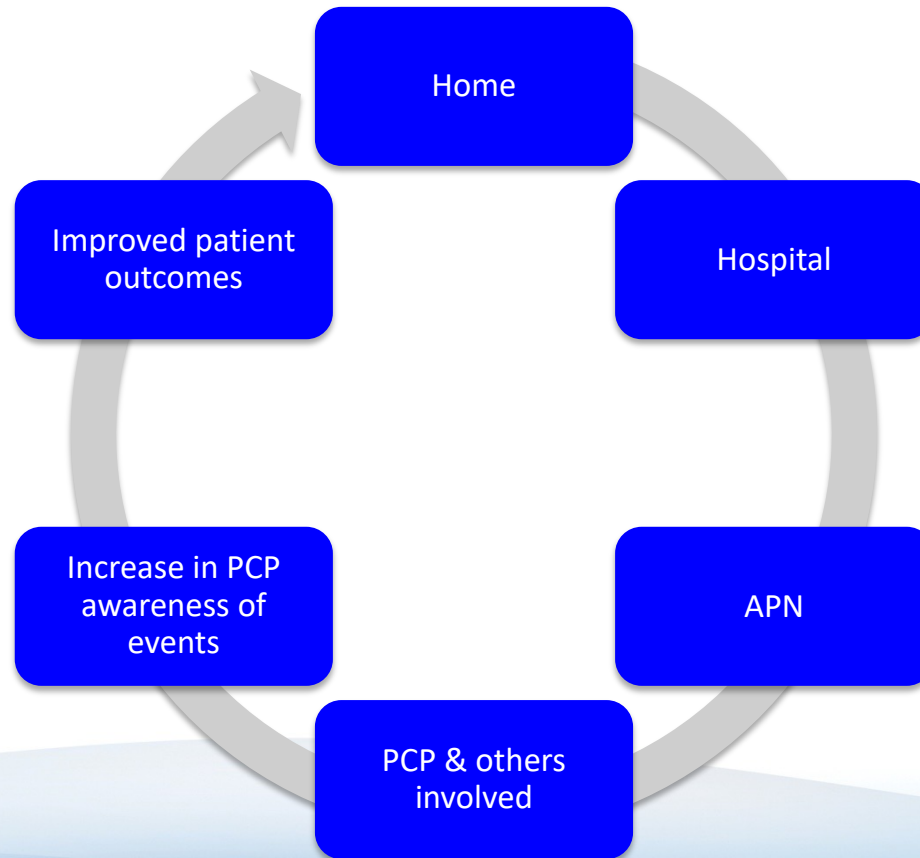 Home
Hospital
APN
PCP & others
involved
Increase in PCP
awareness of
events
Improved patient
outcomes